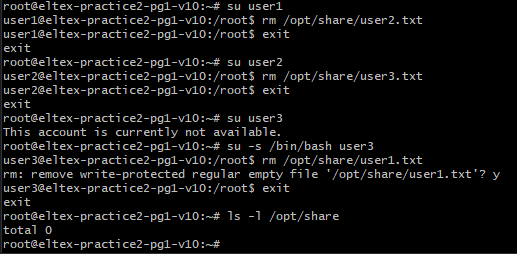 root@eltex-practice2-pg1-v10:~# su user1
user1@eltex-practice2-pg1-v10:/root$ rm /opt/share/user2.txt
user1@eltex-practice2-pg1-v10:/root$ exit
exit
root@eltex-practice2-pg1-v10:~# su user2
user2@eltex-practice2-pg1-v10:/root$ rm /opt/share/user3.txt
user2@eltex-practice2-pg1-v10:/root$ exit
exit
root@eltex-practice2-pg1-v10:~# su user3
This account is currently not available.
root@eltex-practice2-pg1-v10:~# su -s /bin/bash user3
user3@eltex-practice2-pg1-v10:/root$ rm /opt/share/user1.txt
rm: remove write-protected regular empty file '/opt/share/user1.txt'? y
user3@eltex-practice2-pg1-v10:/root$ exit
exit
root@eltex-practice2-pg1-v10:~# ls -l /opt/share
total 0
root@eltex-practice2-pg1-v10:~#